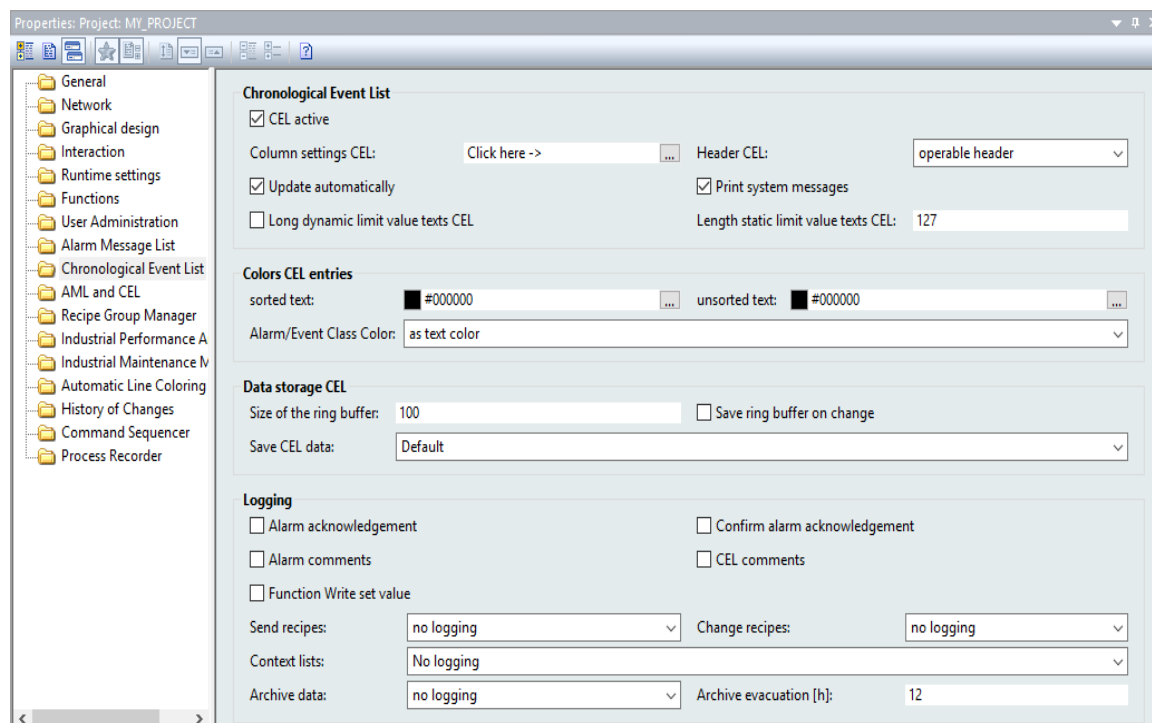 Properties: Project: MY_PROJECT
General
Network
Graphical design
Interaction
Runtime settings
Functions
User Administration
Alarm Message List
Chronological Event List
AML and CEL
Recipe Group Manager
Industrial Performance A
Industrial Maintenance M
Automatic Line Coloring
History of Changes
Command Sequencer
Process Recorder
Chronological Event List
CEL active
Column settings CEL: Click here -> ... Header CEL: operable header
Update automatically Print system messages
Long dynamic limit value texts CEL Length static limit value texts CEL: 127
Colors CEL entries
sorted text: #000000 ... unsorted text: #000000 ...
Alarm/Event Class Color: as text color
Data storage CEL
Size of the ring buffer: 100 Save ring buffer on change
Save CEL data: Default
Logging
Alarm acknowledgement Confirm alarm acknowledgement
Alarm comments CEL comments
Function Write set value
Send recipes: no logging Change recipes: no logging
Context lists: No logging
Archive data: no logging Archive evacuation [h]: 12